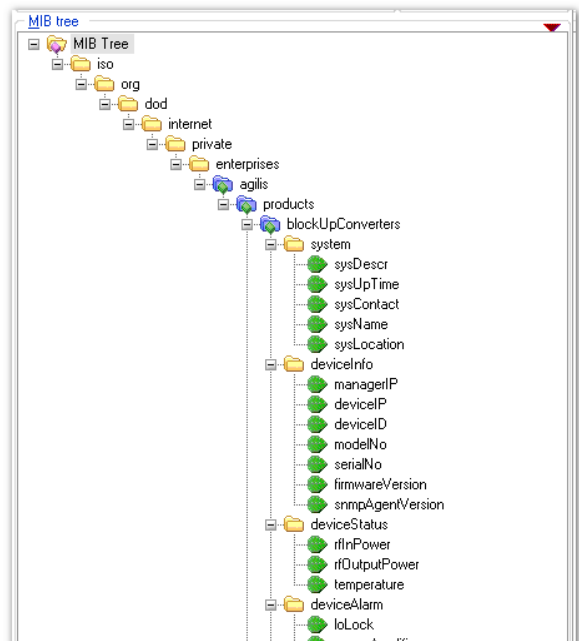 MIB tree
MIB Tree
iso
org
dod
internet
private
enterprises
agilis
products
blockUpConverters
system
sysDescr
sysUpTime
sysContact
sysName
sysLocation
deviceInfo
managerIP
deviceIP
deviceID
modelNo
serialNo
firmwareVersion
snmpAgentVersion
deviceStatus
rfInPower
rfOutputPower
temperature
deviceAlarm
loLock